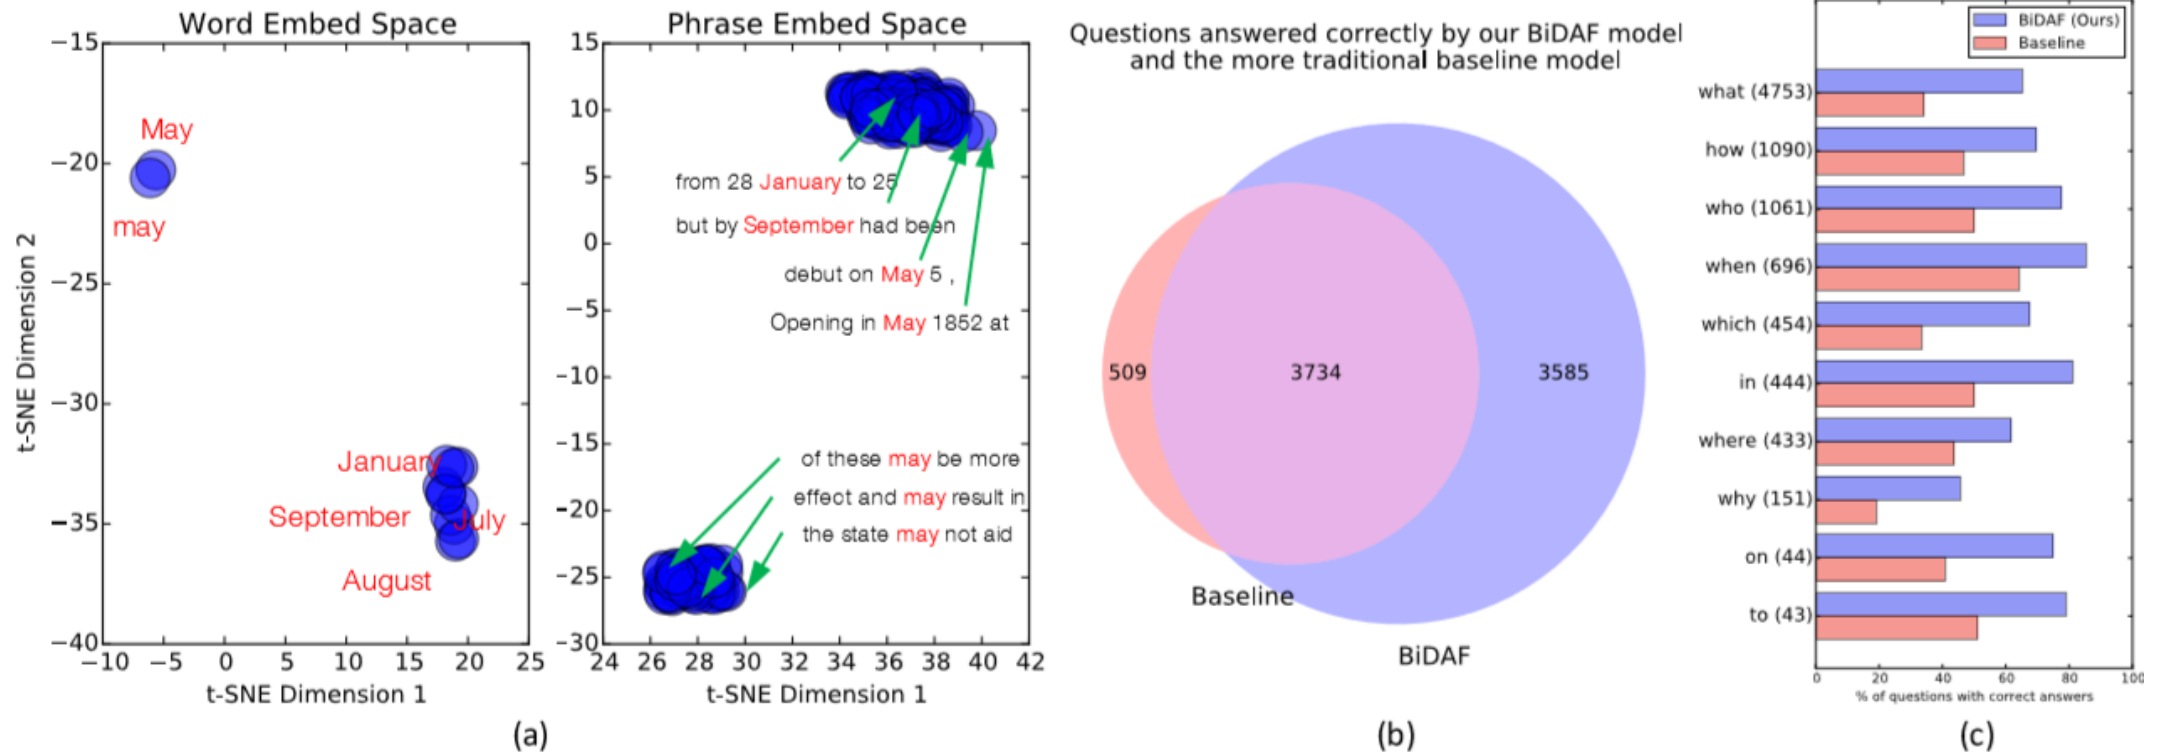 Word Embed Space
−15
−20
−25
−30
−35
−40
−10
−5
0
5
10
15
20
25
t-SNE Dimension 2
t-SNE Dimension 1
May
may
January
September
July
August
Phrase Embed Space
15
10
5
0
−5
−10
−15
−20
−25
−30
24
26
28
30
32
34
36
38
40
42
t-SNE Dimension 1
from 28 January to 25
but by September had been
debut on May 5 ,
Opening in May 1852 at
of these may be more
effect and may result in
the state may not aid
(a)
Questions answered correctly by our BiDAF model
and the more traditional baseline model
509
3734
3585
Baseline
BiDAF
(b)
BiDAF (Ours)
Baseline
what (4753)
how (1090)
who (1061)
when (696)
which (454)
in (444)
where (433)
why (151)
on (44)
to (43)
0
20
40
60
80
100
% of questions with correct answers
(c)